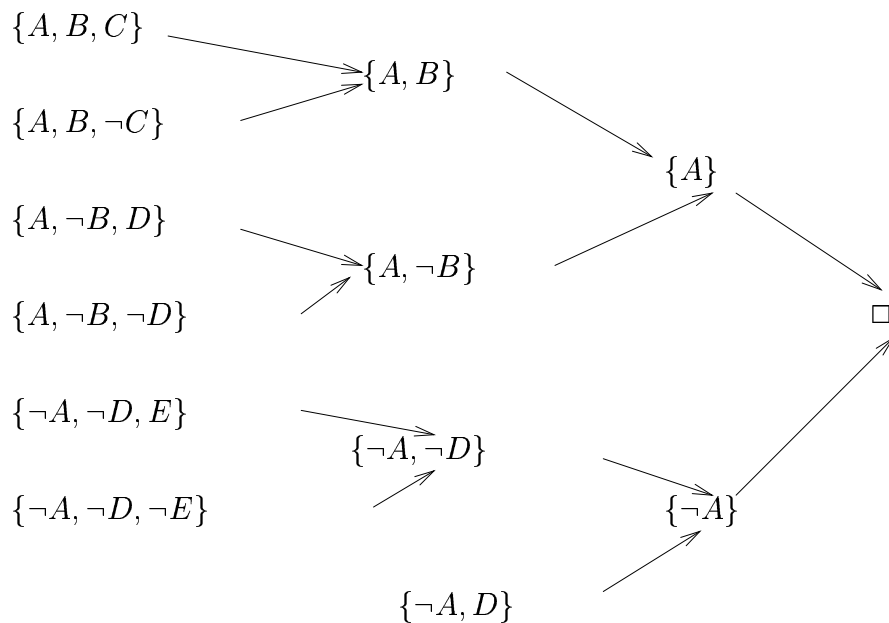 {A, B, C}
{A, B}
{A, B, ¬C}
{A}
{A, ¬B, D}
{A, ¬B}
{A, ¬B, ¬D}
□
{¬A, ¬D, E}
{¬A, ¬D}
{¬A, ¬D, ¬E}
{¬A}
{¬A, D}